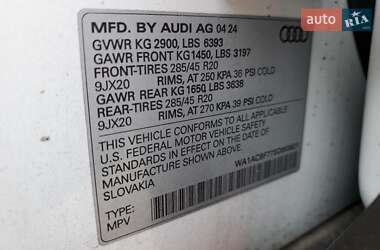 auto RIA
MFD. BY AUDI AG 04 24
GVWR KG 2900, LBS 6393
GAWR FRONT KG1450, LBS 3197
FRONT-TIRES 285/45 R20
9JX20 RIMS, AT 250 KPA 36 PSI COLD
GAWR REAR KG1650 LBS 3638
REAR-TIRES 285/45 R20
9JX20 RIMS, AT 270 KPA 39 PSI COLD
THIS VEHICLE CONFORMS TO ALL APPLICABLE
U.S. FEDERAL MOTOR VEHICLE SAFETY
STANDARDS IN EFFECT ON THE DATE OF
MANUFACTURE SHOWN ABOVE.
SLOVAKIA
TYPE:
MPV